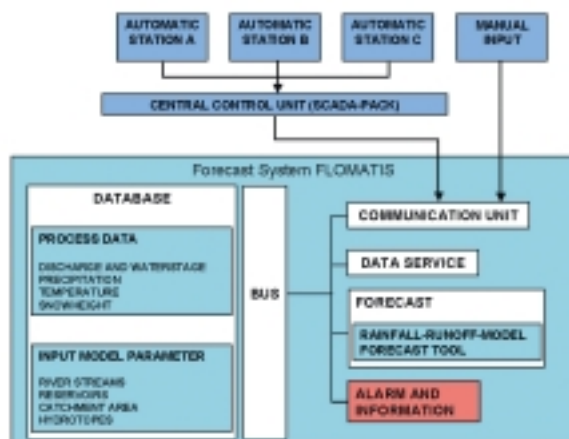 AUTOMATIC
STATION A
AUTOMATIC
STATION B
AUTOMATIC
STATION C
MANUAL
INPUT
CENTRAL CONTROL UNIT (SCADA-PACK)
Forecast System FLOMATIS
DATABASE
PROCESS DATA
DISCHARGE AND WATERSTAGE
PRECIPITATION
TEMPERATURE
SNOWHEIGHT
INPUT MODEL PARAMETER
RIVER STREAMS
RESERVOIRS
CATCHMENT AREA
HYDROTOPES
BUS
COMMUNICATION UNIT
DATA SERVICE
FORECAST
RAINFALL-RUNOFF-MODEL
FORECAST TOOL
ALARM AND
INFORMATION